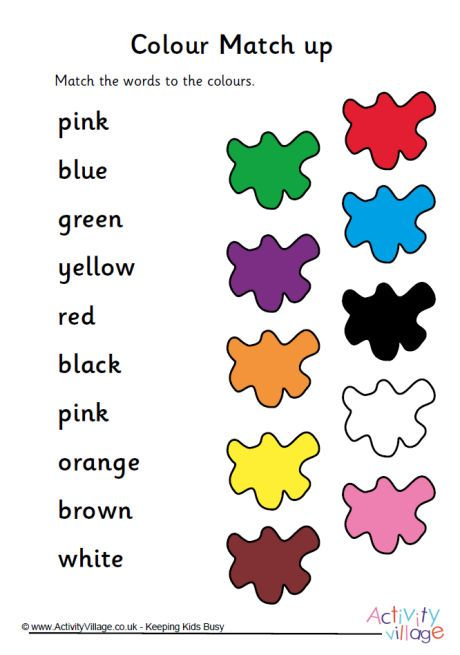 Colour Match up
Match the words to the colours.
pink
blue
green
yellow
red
black
pink
orange
brown
white
© www.ActivityVillage.co.uk - Keeping Kids Busy
Activity
Village